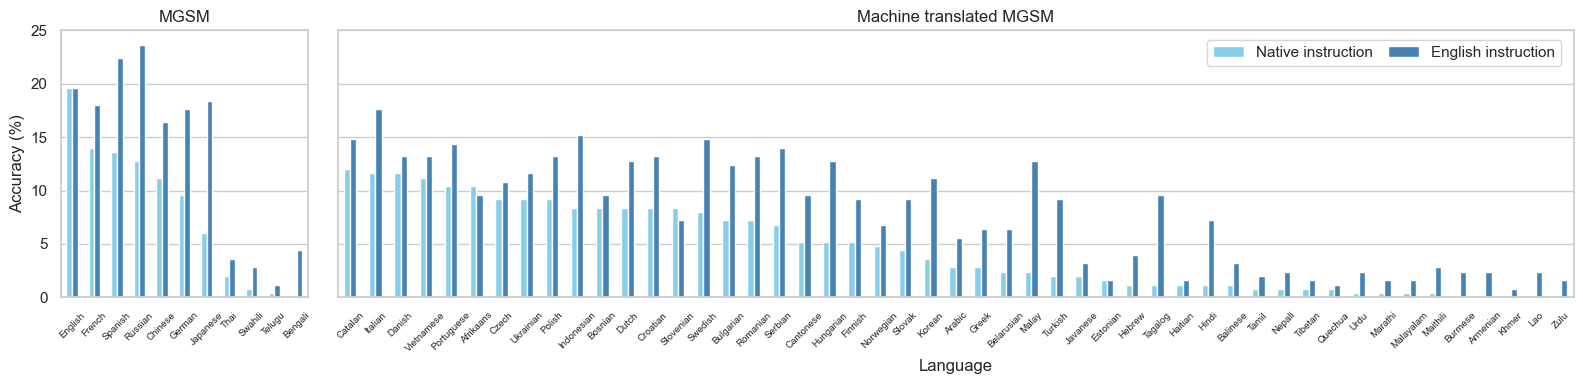 MGSM
Machine translated MGSM
Accuracy (%)
25
20
15
10
5
0
Native instruction
English instruction
English
French
Spanish
Russian
Chinese
German
Japanese
Thai
Swahili
Telugu
Bengali
Catalan
Italian
Danish
Vietnamese
Portuguese
Afrikaans
Czech
Ukrainian
Polish
Indonesian
Bosnian
Dutch
Croatian
Slovenian
Swedish
Bulgarian
Romanian
Serbian
Cantonese
Hungarian
Finnish
Norwegian
Slovak
Korean
Arabic
Greek
Belarusian
Malay
Turkish
Javanese
Estonian
Hebrew
Tagalog
Haitian
Hindi
Balinese
Tamil
Nepali
Tibetan
Quechua
Urdu
Marathi
Malayalam
Maithili
Burmese
Armenian
Khmer
Lao
Zulu
Language